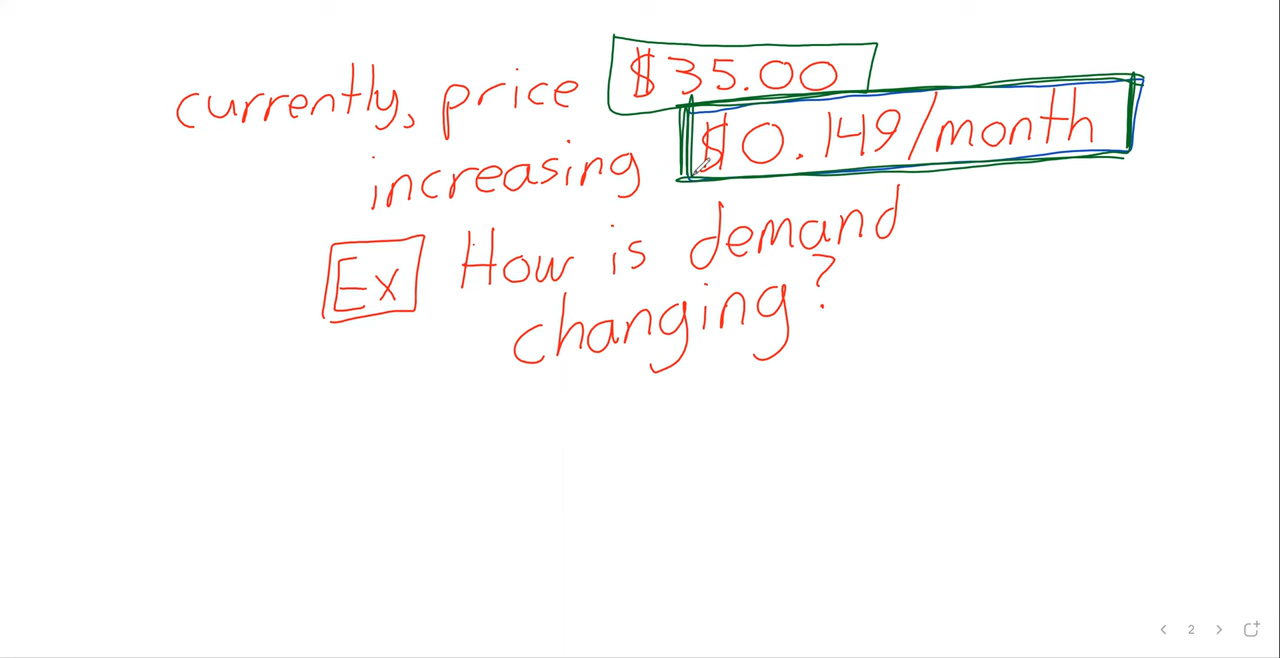 currently, price $35.00
increasing $0.149/month
Ex How is demand
changing?
2